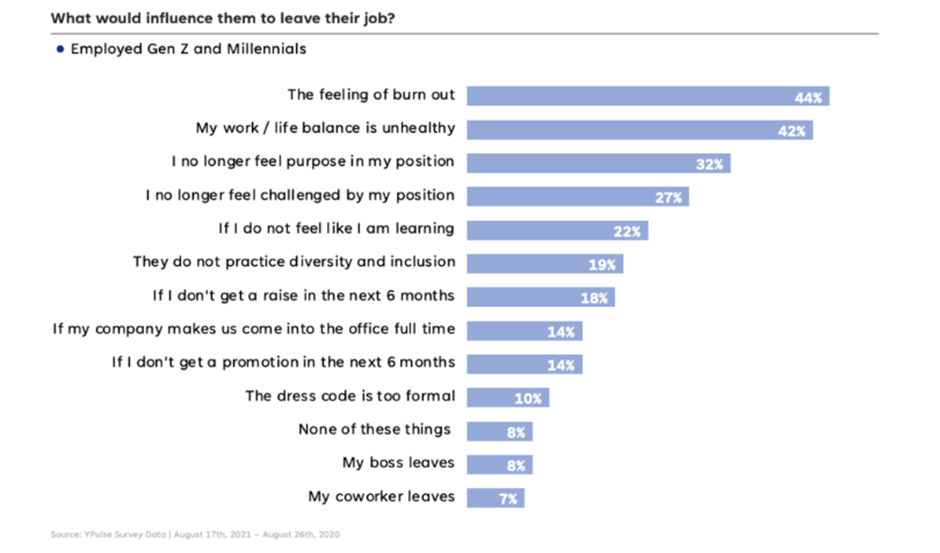 What would influence them to leave their job?
• Employed Gen Z and Millennials
The feeling of burn out 44%
My work / life balance is unhealthy 42%
I no longer feel purpose in my position 32%
I no longer feel challenged by my position 27%
If I do not feel like I am learning 22%
They do not practice diversity and inclusion 19%
If I don't get a raise in the next 6 months 18%
If my company makes us come into the office full time 14%
If I don't get a promotion in the next 6 months 14%
The dress code is too formal 10%
None of these things 8%
My boss leaves 8%
My coworker leaves 7%
Source: YPulse Survey Data | August 17th, 2021 – August 26th, 2020